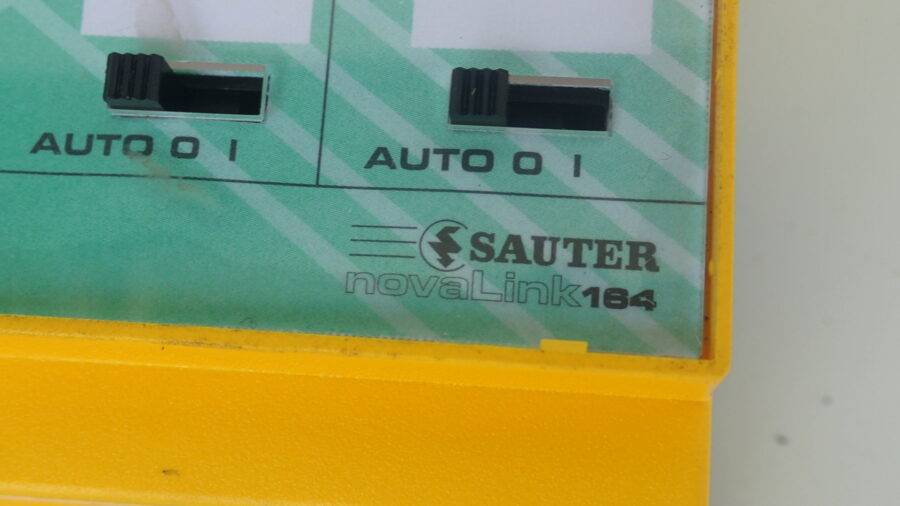 AUTO 0 I
AUTO 0 I
SAUTER
novaLink164